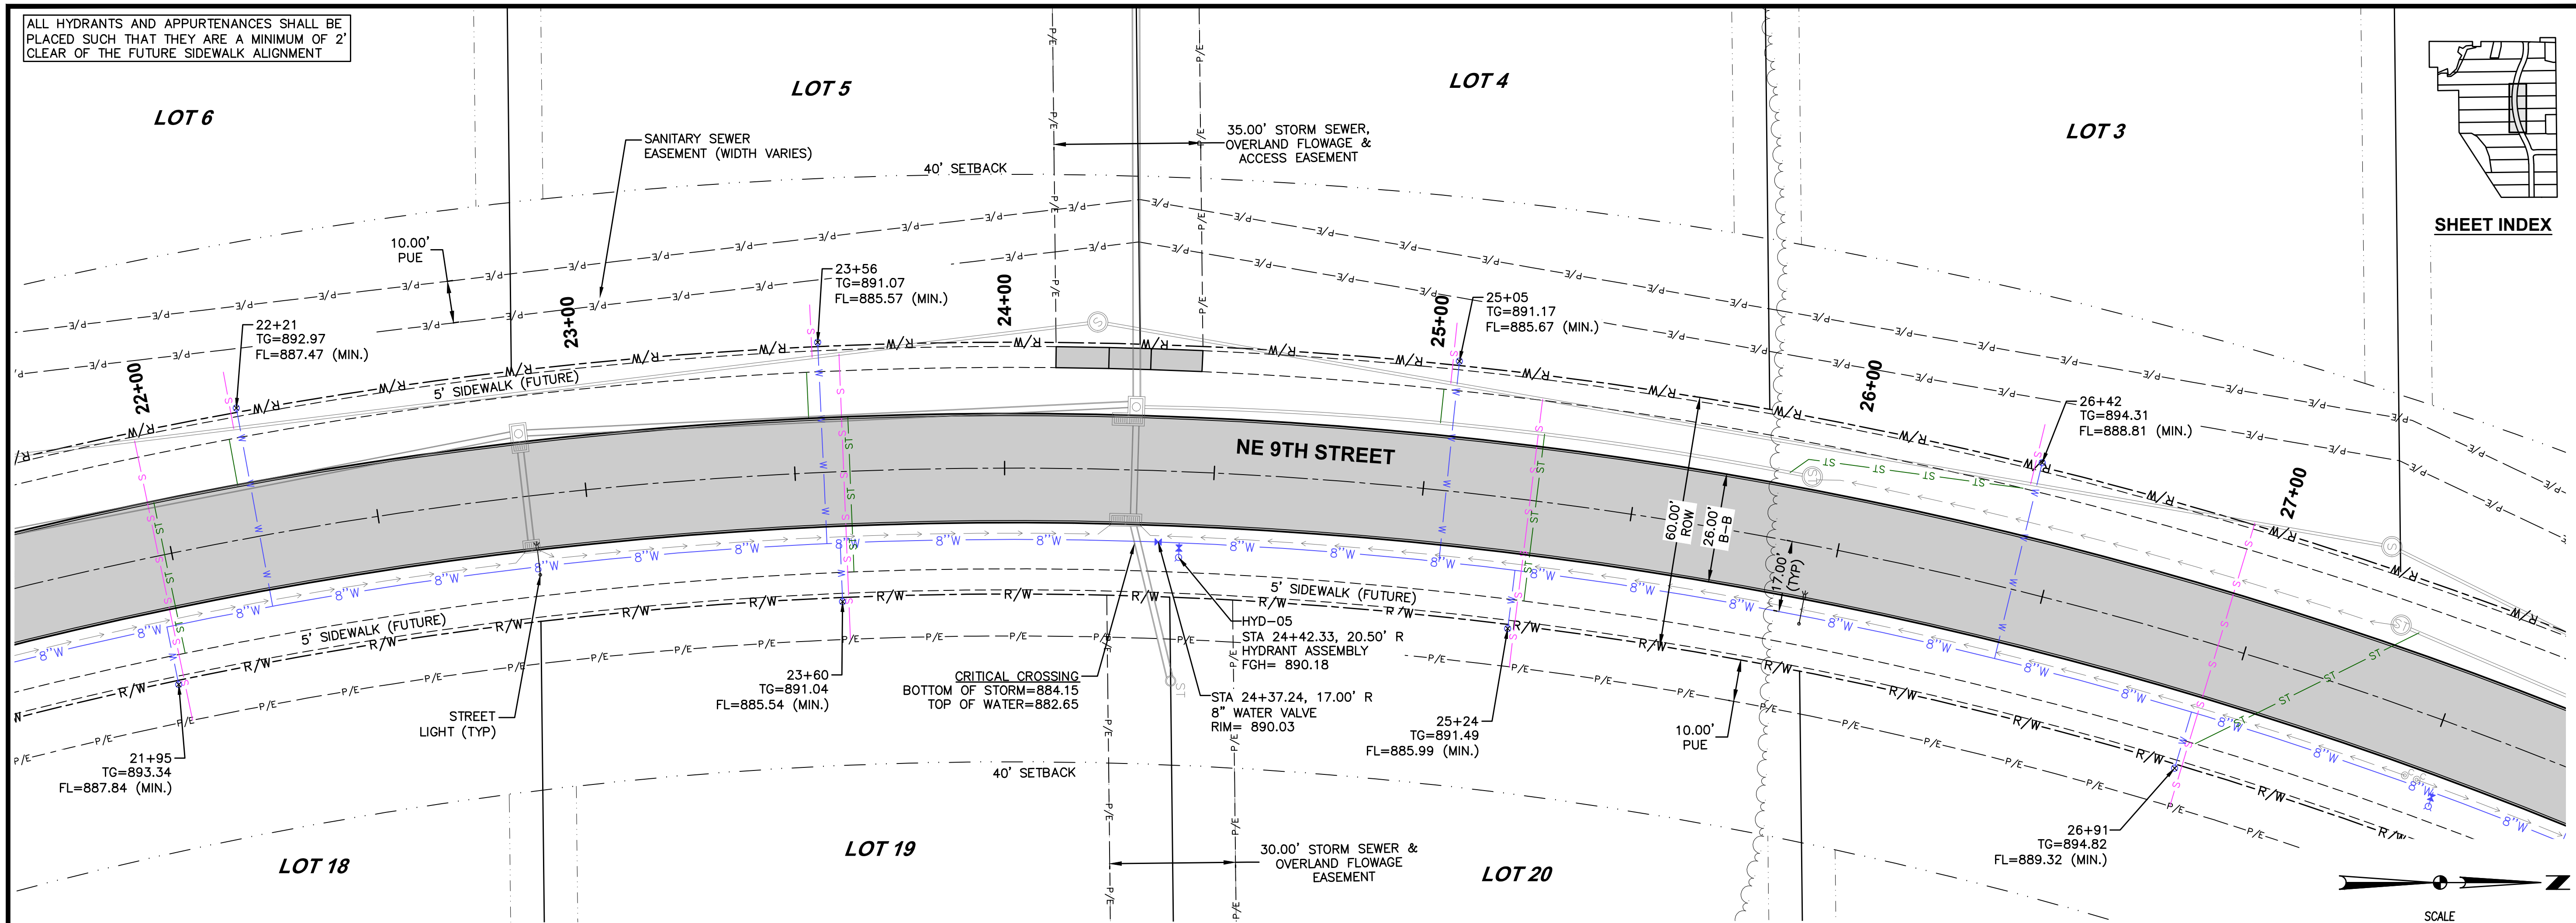 ALL HYDRANTS AND APPURTENANCES SHALL BE
PLACED SUCH THAT THEY ARE A MINIMUM OF 2'
CLEAR OF THE FUTURE SIDEWALK ALIGNMENT
LOT 6
LOT 5
LOT 4
LOT 3
SHEET INDEX
SANITARY SEWER
EASEMENT (WIDTH VARIES)
40' SETBACK
35.00' STORM SEWER,
OVERLAND FLOWAGE &
ACCESS EASEMENT
10.00'
PUE
22+21
TG=892.97
FL=887.47 (MIN.)
23+56
TG=891.07
FL=885.57 (MIN.)
25+05
TG=891.17
FL=885.67 (MIN.)
26+42
TG=894.31
FL=888.81 (MIN.)
22+00
23+00
24+00
25+00
26+00
27+00
5' SIDEWALK (FUTURE)
NE 9TH STREET
60.00'
ROW
26.00'
B-B
17.00'
(TYP)
5' SIDEWALK (FUTURE)
5' SIDEWALK (FUTURE)
P/E
R/W
8"W
W
S
ST
HYD-05
STA 24+42.33, 20.50' R
HYDRANT ASSEMBLY
FGH= 890.18
STA 24+37.24, 17.00' R
8" WATER VALVE
RIM= 890.03
CRITICAL CROSSING
BOTTOM OF STORM=884.15
TOP OF WATER=882.65
STREET
LIGHT (TYP)
21+95
TG=893.34
FL=887.84 (MIN.)
23+60
TG=891.04
FL=885.54 (MIN.)
25+24
TG=891.49
FL=885.99 (MIN.)
10.00'
PUE
26+91
TG=894.82
FL=889.32 (MIN.)
40' SETBACK
30.00' STORM SEWER &
OVERLAND FLOWAGE
EASEMENT
LOT 18
LOT 19
LOT 20
Z
SCALE